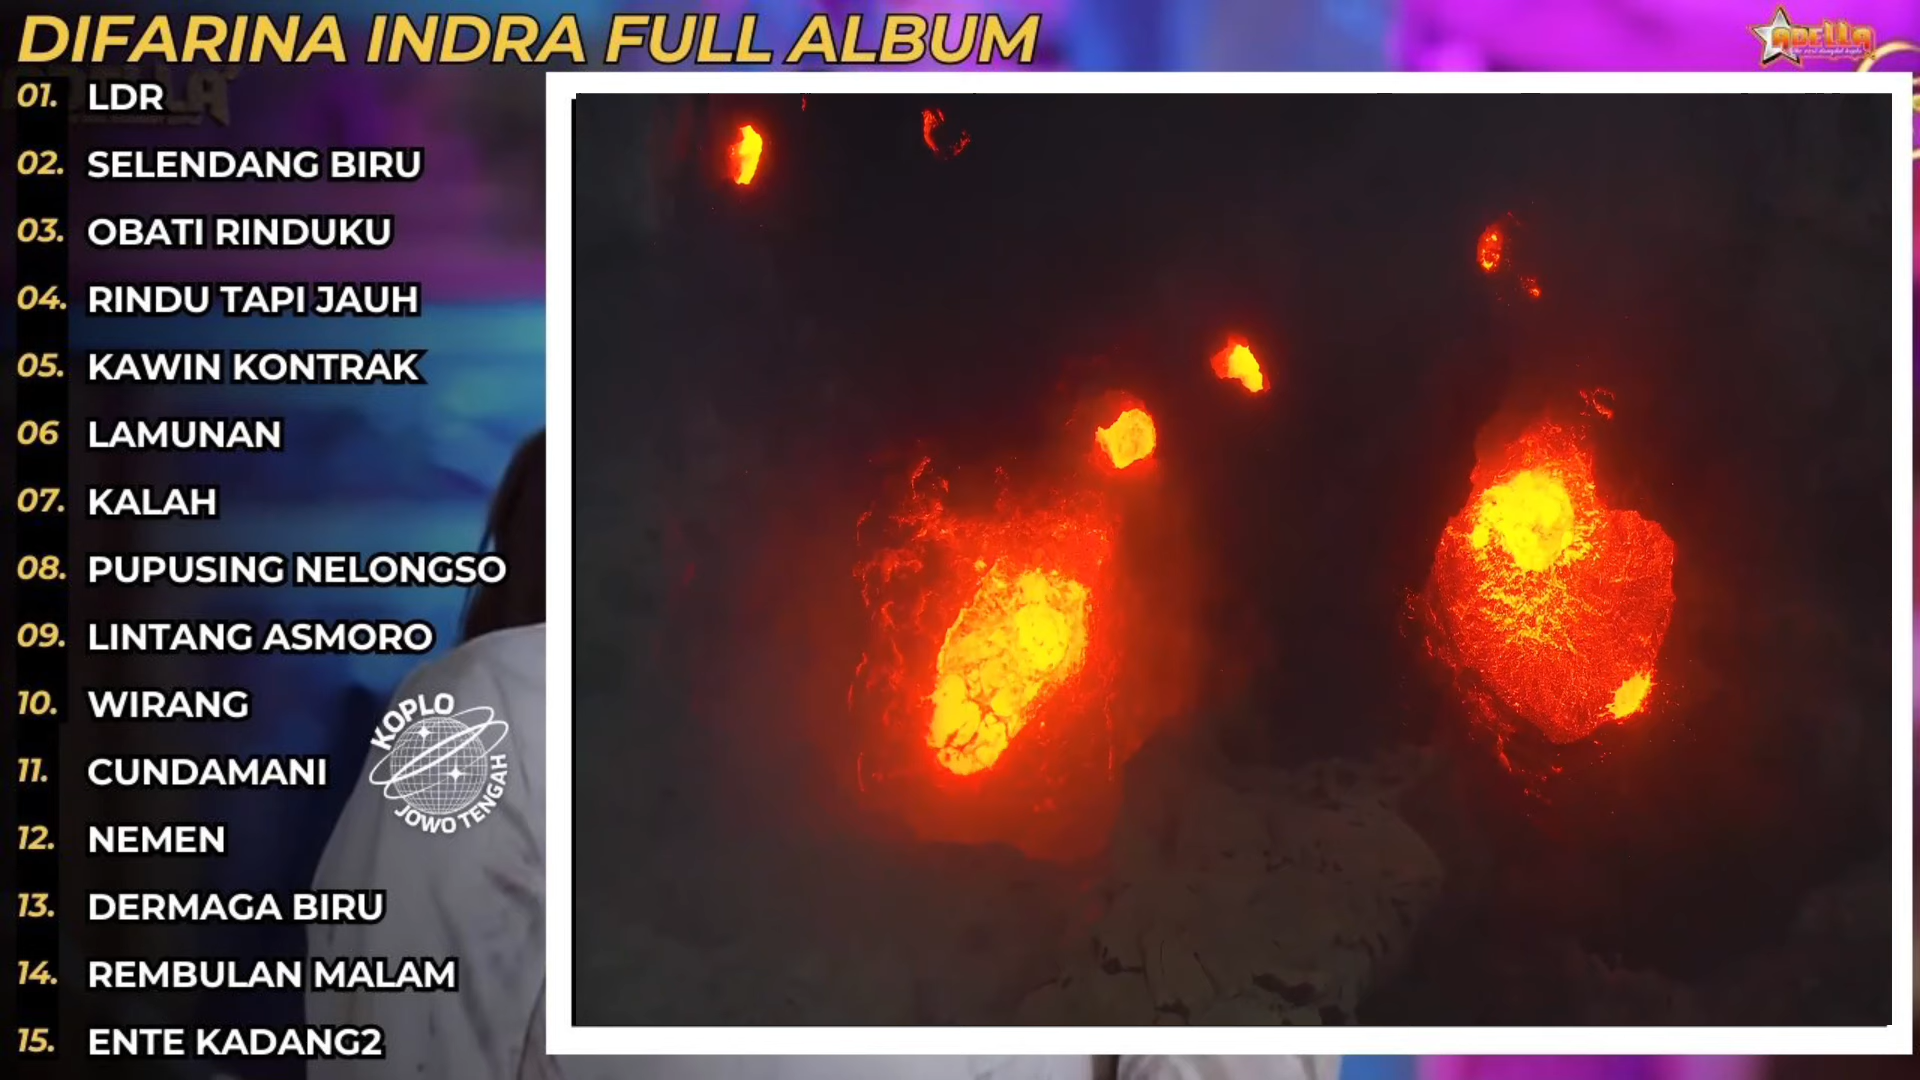 DIFARINA INDRA FULL ALBUM
ADELLA
01. LDR
02. SELENDANG BIRU
03. OBATI RINDUKU
04. RINDU TAPI JAUH
05. KAWIN KONTRAK
06 LAMUNAN
07. KALAH
08. PUPUSING NELONGSO
09. LINTANG ASMORO
10. WIRANG
11. CUNDAMANI
12. NEMEN
13. DERMAGA BIRU
14. REMBULAN MALAM
15. ENTE KADANG2
KOPLO
JOWO TENGAH